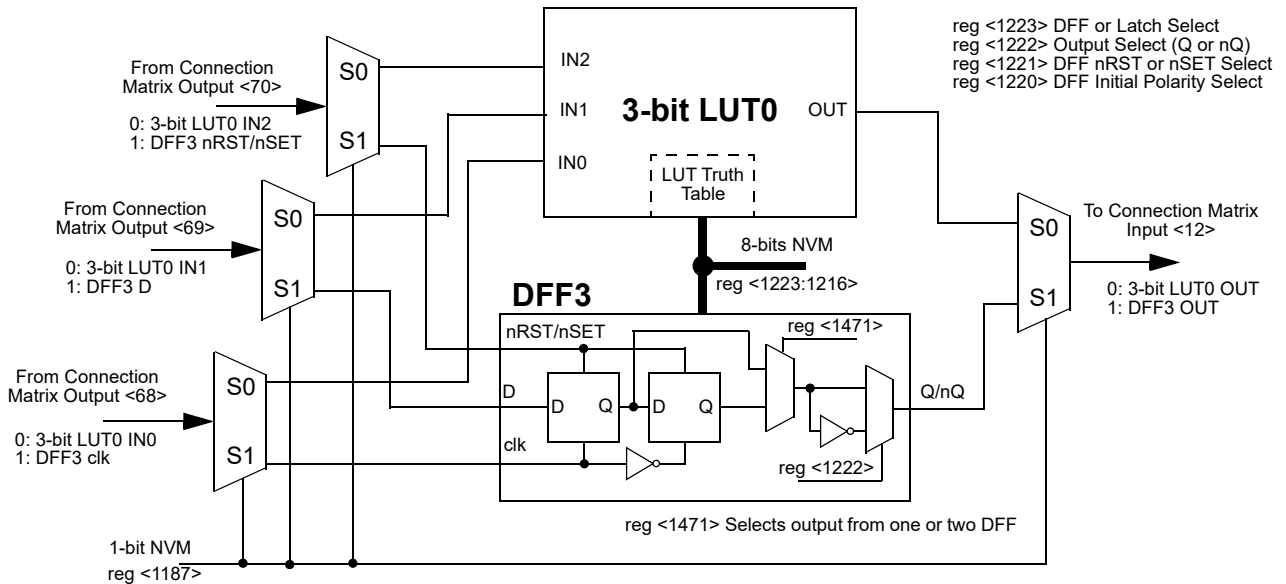 reg <1223> DFF or Latch Select
reg <1222> Output Select (Q or nQ)
reg <1221> DFF nRST or nSET Select
reg <1220> DFF Initial Polarity Select
From Connection
Matrix Output <70>
0: 3-bit LUT0 IN2
1: DFF3 nRST/nSET
S0
S1
From Connection
Matrix Output <69>
0: 3-bit LUT0 IN1
1: DFF3 D
S0
S1
From Connection
Matrix Output <68>
0: 3-bit LUT0 IN0
1: DFF3 clk
S0
S1
IN2
IN1
IN0
3-bit LUT0
OUT
LUT Truth
Table
8-bits NVM
reg <1223:1216>
DFF3
nRST/nSET
D
clk
D
Q
D
Q
reg <1471>
reg <1222>
Q/nQ
S0
S1
To Connection Matrix
Input <12>
0: 3-bit LUT0 OUT
1: DFF3 OUT
reg <1471> Selects output from one or two DFF
1-bit NVM
reg <1187>